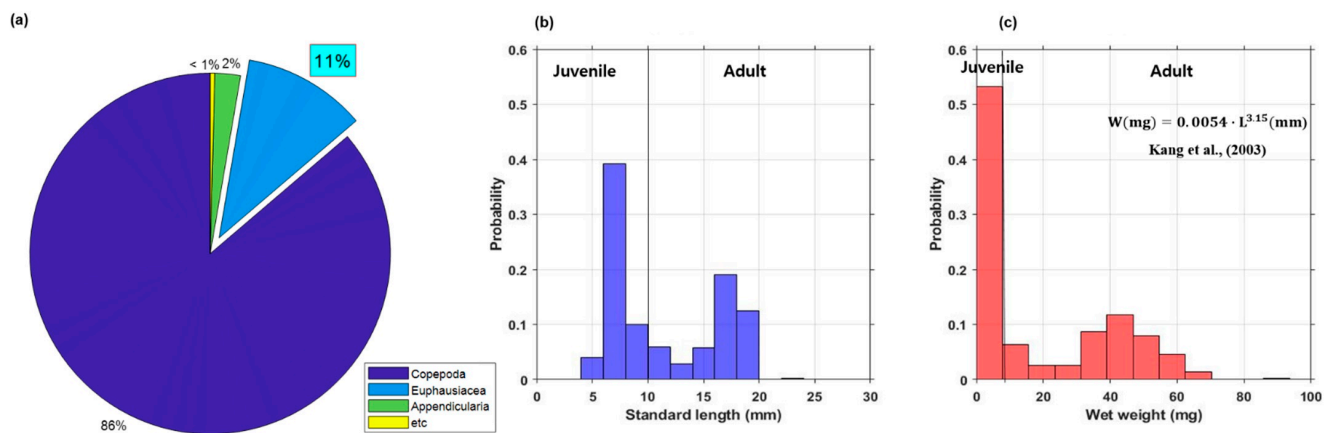 (a)
< 1%
2%
11%
86%
Copepoda
Euphausiacea
Appendicularia
etc
(b)
Juvenile
Adult
Probability
0.6
0.5
0.4
0.3
0.2
0.1
0
0
5
10
15
20
25
30
Standard length (mm)
(c)
Juvenile
Adult
W(mg) = 0.0054 · L^3.15(mm)
Kang et al., (2003)
Probability
0.6
0.5
0.4
0.3
0.2
0.1
0
0
20
40
60
80
100
Wet weight (mg)